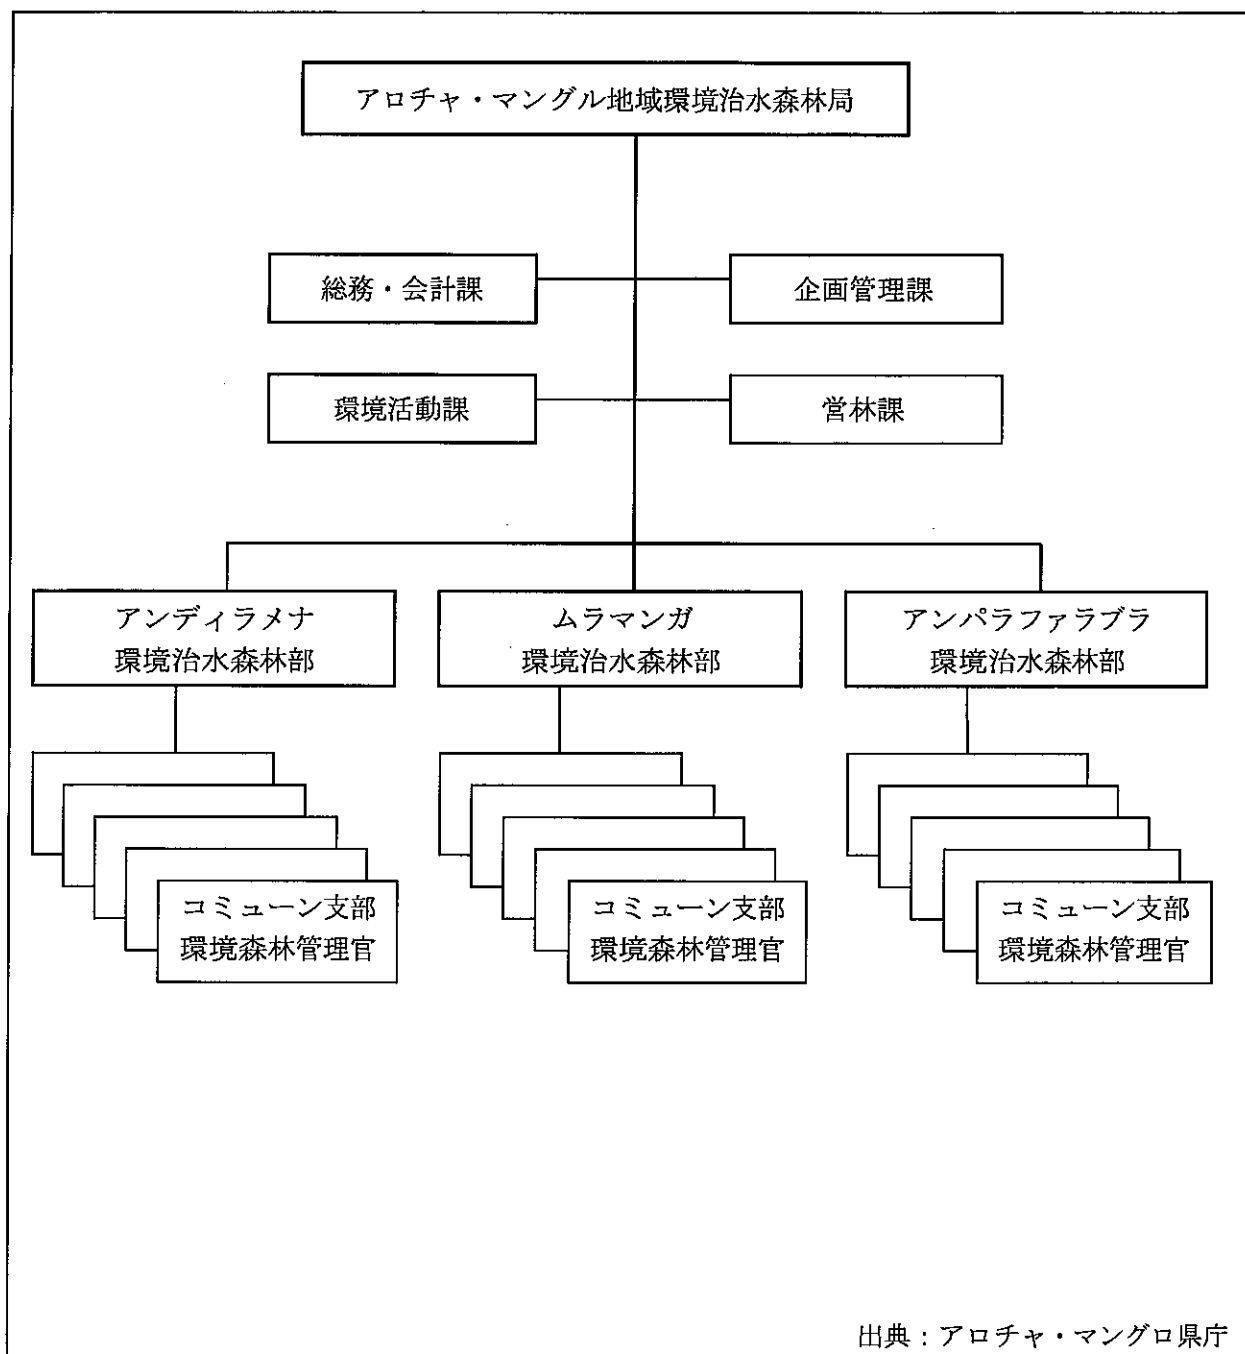 アロチャ・マングル地域環境治水森林局
総務・会計課
企画管理課
環境活動課
営林課
アンディラメナ
環境治水森林部
ムラマンガ
環境治水森林部
アンパラファラブラ
環境治水森林部
コミューン支部
環境森林管理官
コミューン支部
環境森林管理官
コミューン支部
環境森林管理官
出典：アロチャ・マングロ県庁